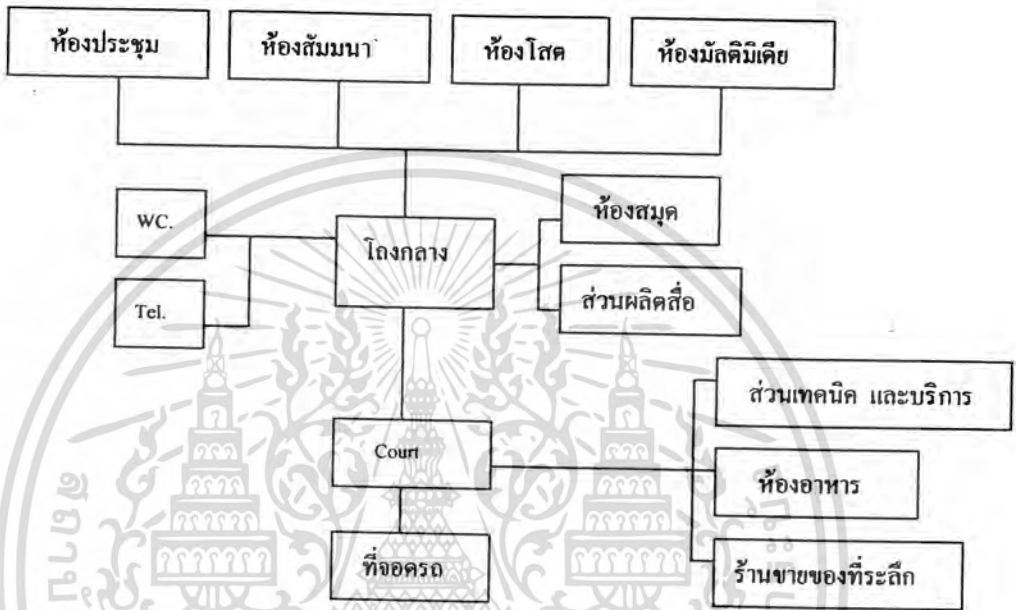 ห้องประชุม
ห้องสัมมนา
ห้องโสต
ห้องมัลติมิเดีย
WC.
โถงกลาง
ห้องสมุด
Tel.
ส่วนผลิตสื่อ
ส่วนเทคนิค และบริการ
Court
ห้องอาหาร
ที่จอดรถ
ร้านขายของที่ระลึก